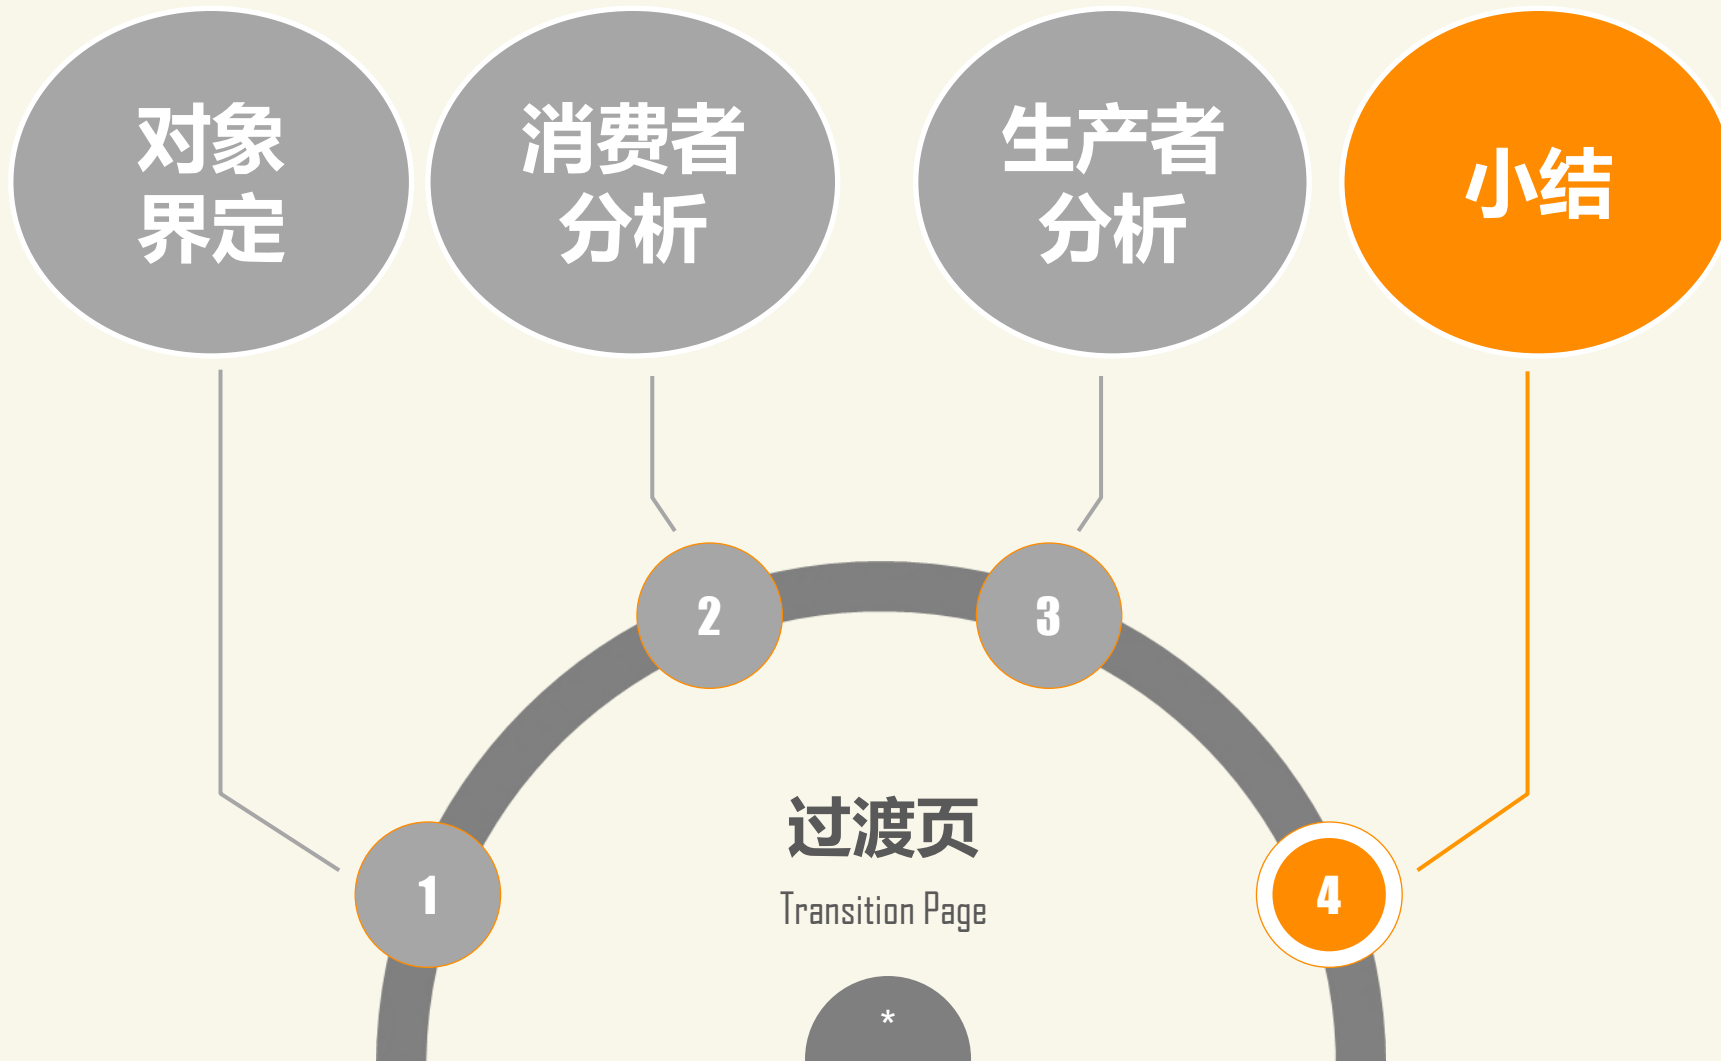 对象
界定
消费者
分析
生产者
分析
小结
2
3
1
4
过渡页
Transition Page
*